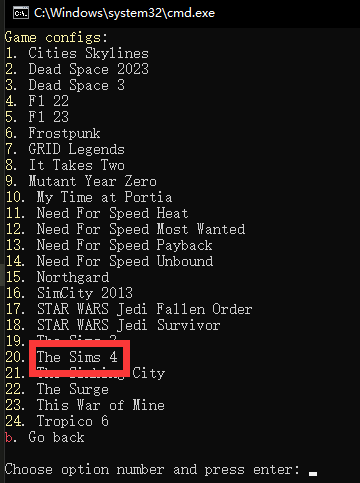 C:\Windows\system32\cmd.exe
Game configs:
1. Cities Skylines
2. Dead Space 2023
3. Dead Space 3
4. F1 22
5. F1 23
6. Frostpunk
7. GRID Legends
8. It Takes Two
9. Mutant Year Zero
10. My Time at Portia
11. Need For Speed Heat
12. Need For Speed Most Wanted
13. Need For Speed Payback
14. Need For Speed Unbound
15. Northgard
16. SimCity 2013
17. STAR WARS Jedi Fallen Order
18. STAR WARS Jedi Survivor
19. The Sims
20. The Sims 4
21. The Sinking City
22. The Surge
23. This War of Mine
24. Tropico 6
b. Go back
Choose option number and press enter: